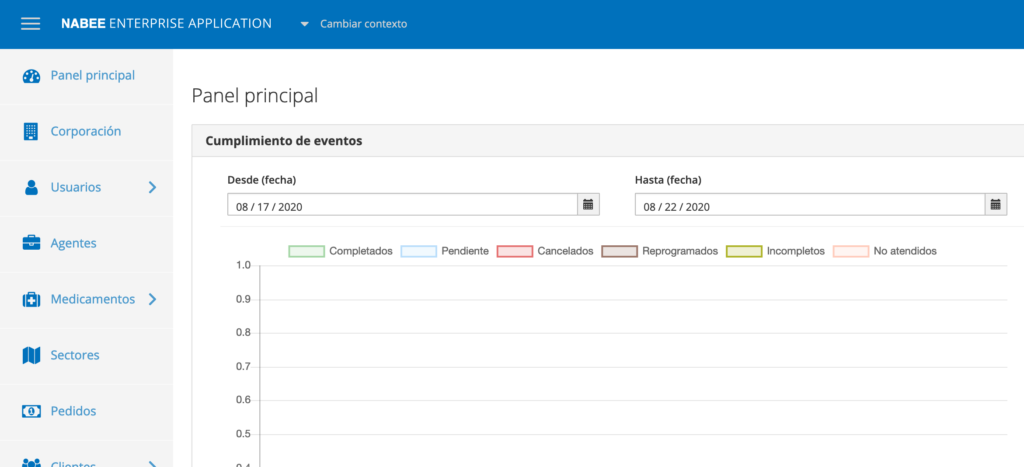 NABEE ENTERPRISE APPLICATION
Cambiar contexto
Panel principal
Corporación
Usuarios
Agentes
Medicamentos
Sectores
Pedidos
Clientes
Panel principal
Cumplimiento de eventos
Desde (fecha)
Hasta (fecha)
08 / 17 / 2020
08 / 22 / 2020
Completados Pendiente Cancelados Reprogramados Incompletos No atendidos
1.0
0.9
0.8
0.7
0.6
0.5
0.4